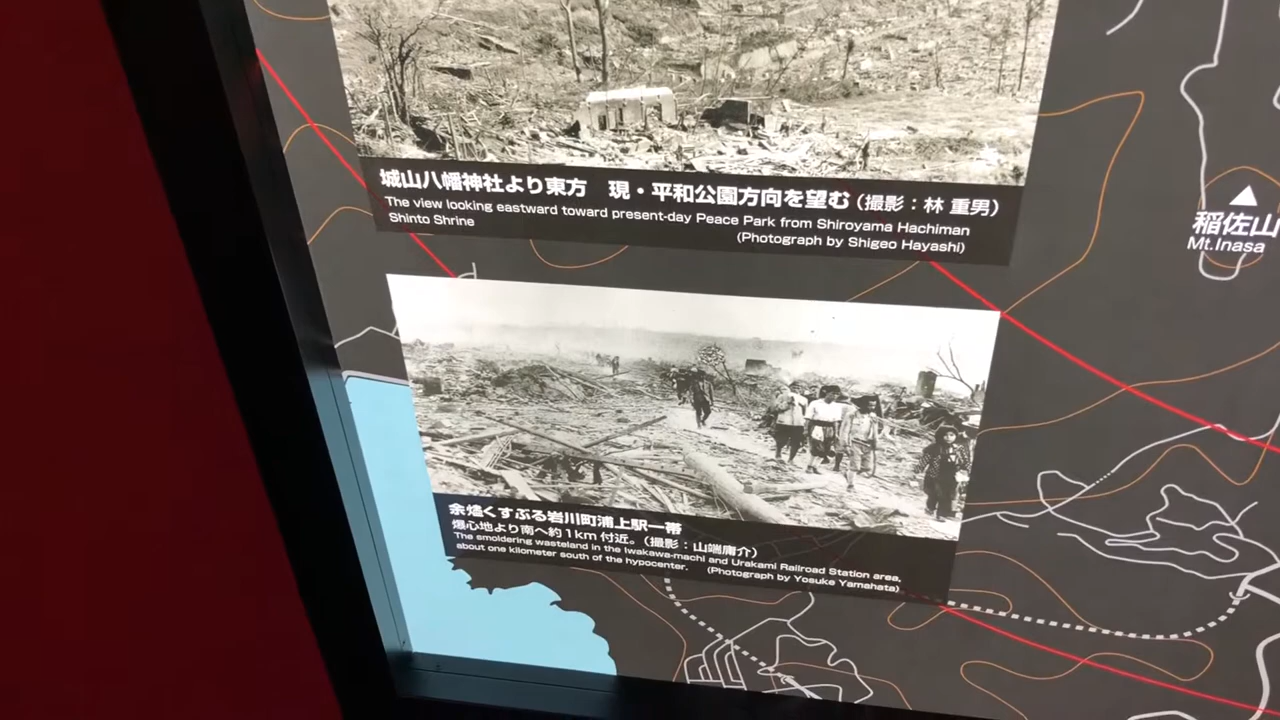 城山八幡神社より東方　現・平和公園方向を望む（撮影：林 重男）
The view looking eastward toward present-day Peace Park from Shiroyama Hachiman
Shinto Shrine
(Photograph by Shigeo Hayashi)
稲佐山
Mt.Inasa
余燼くすぶる岩川町浦上駅一帯
爆心地より南へ約1km付近。（撮影：山端庸介）
The smoldering wasteland in the Iwakawa-machi and Urakami Railroad Station area,
about one kilometer south of the hypocenter. (Photograph by Yosuke Yamahata)